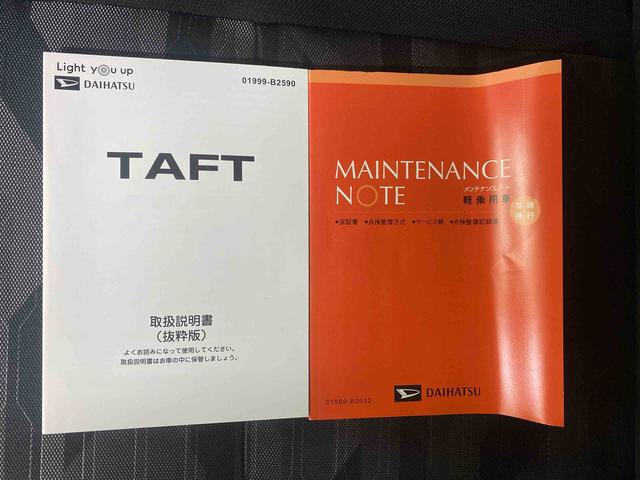 Light you up
DAIHATSU
01999-B2590
TAFT
取扱説明書
(抜粋版)
よくお読みになって使用してください。
取扱説明書はお車の中に保管しましょう。
MAINTENANCE
NOTE
メンテナンスノート
軽乗用車
常時
携行
●保証書 ●点検整備方式 ●サービス網 ●点検整備記録簿
DAIHATSU
01989-B2032